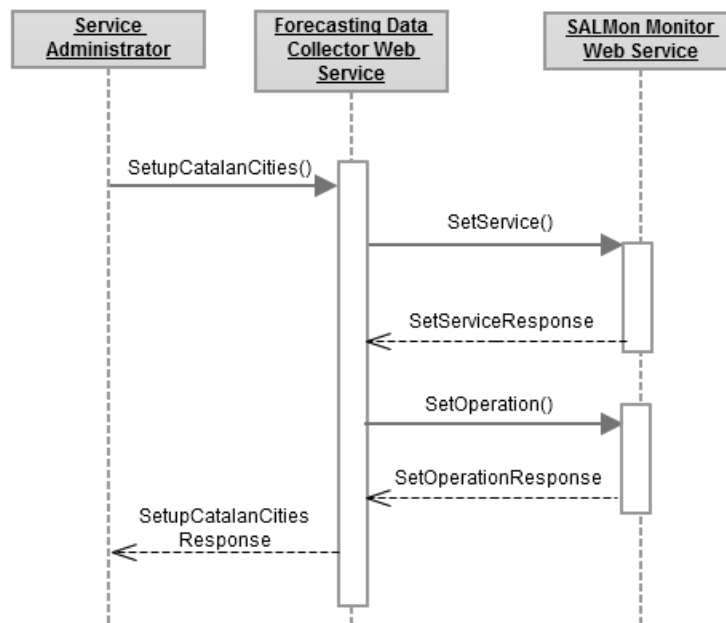 Service
Administrator
Forecasting Data
Collector Web
Service
SALMon Monitor
Web Service
SetupCatalanCities()
SetService()
SetServiceResponse
SetOperation()
SetOperationResponse
SetupCatalanCities
Response